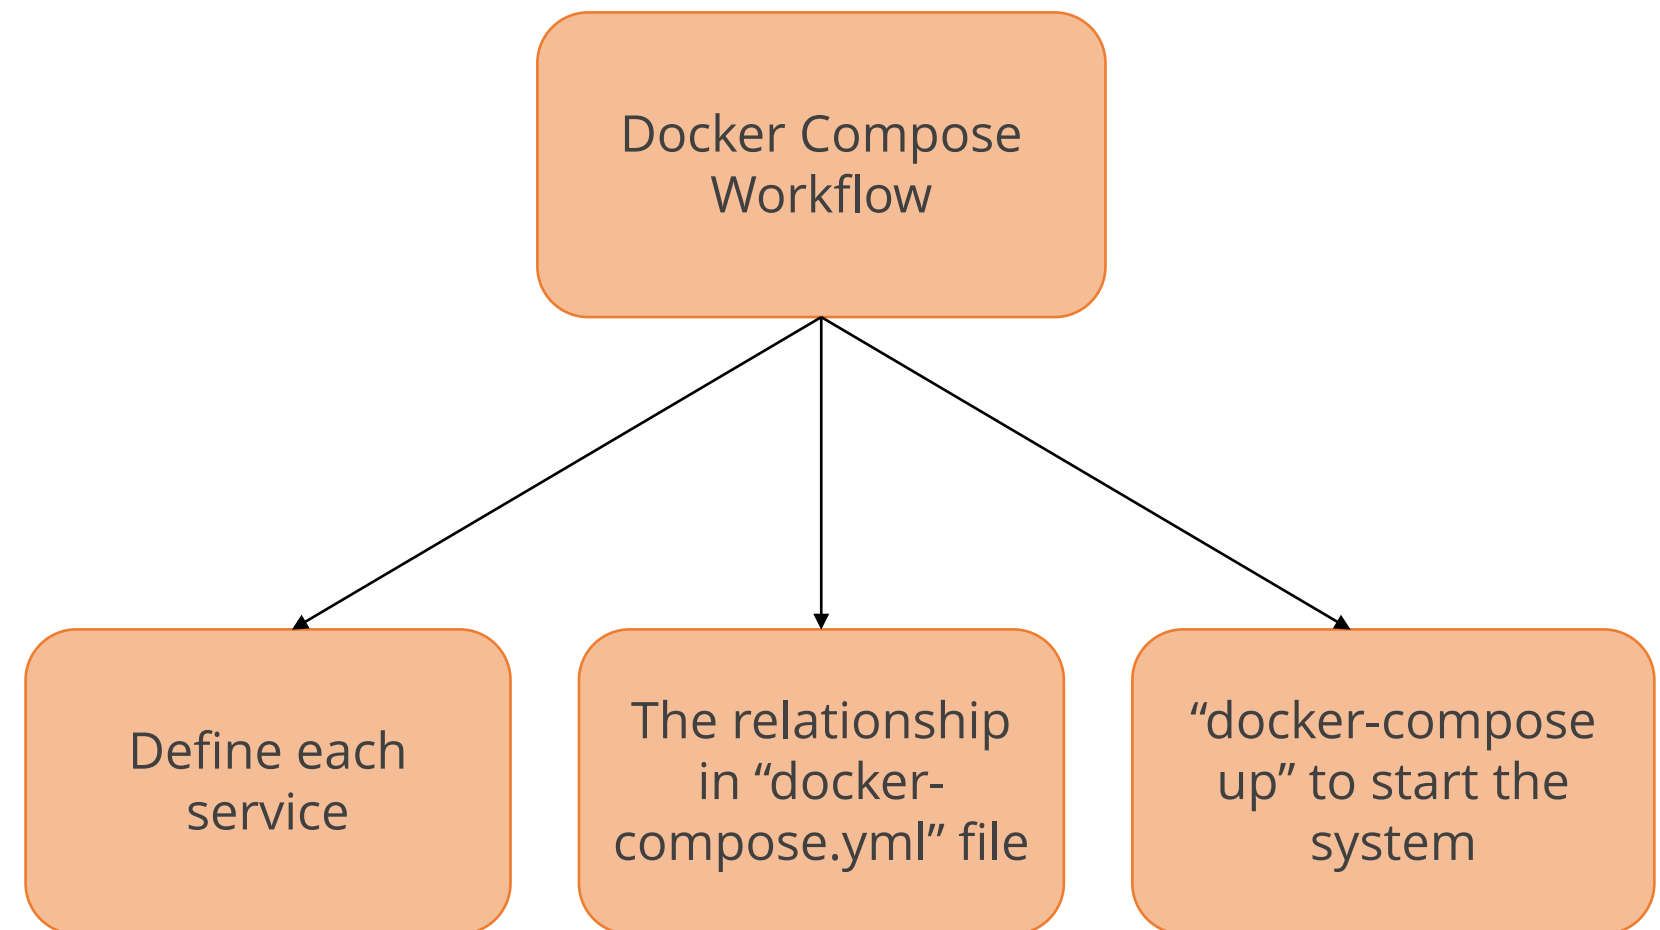 Docker Compose
Workflow
Define each
service
The relationship
in “docker-
compose.yml” file
“docker-compose
up” to start the
system